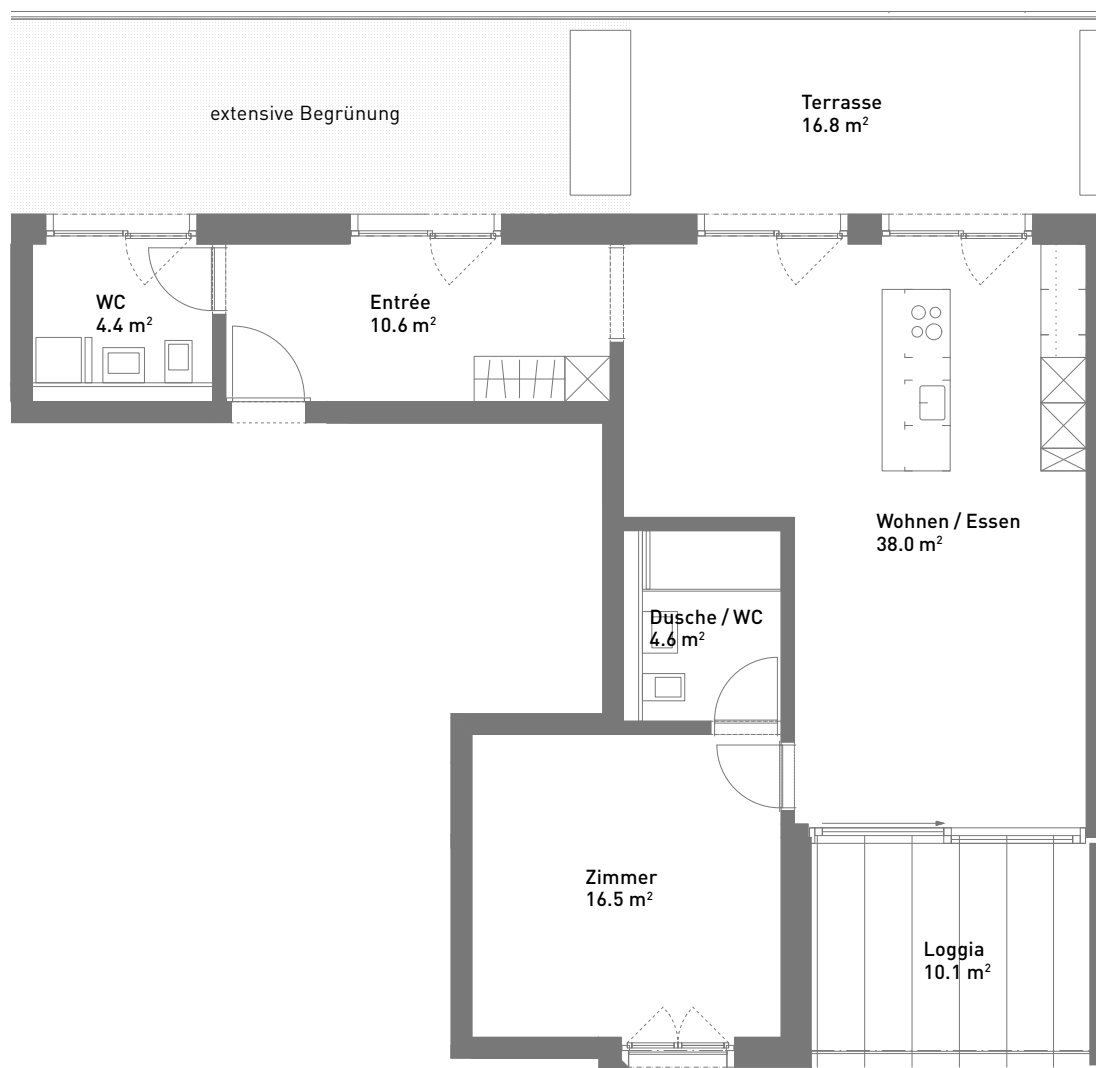 extensive Begrünung
Terrasse
16.8 m²
WC
4.4 m²
Entrée
10.6 m²
Wohnen / Essen
38.0 m²
Dusche / WC
4.6 m²
Zimmer
16.5 m²
Loggia
10.1 m²